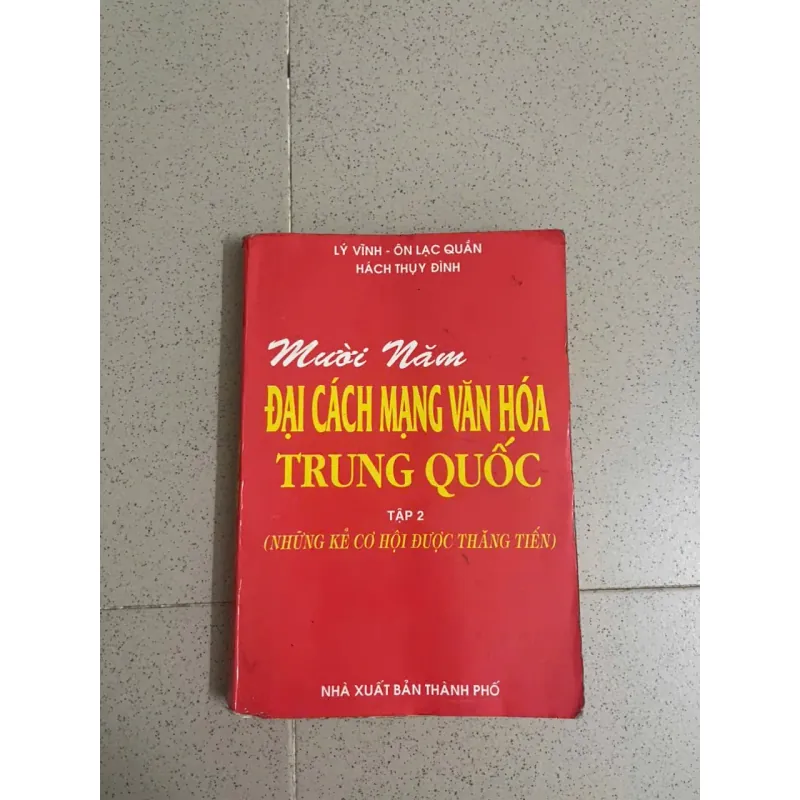 LÝ VĨNH - ÔN LẠC QUẦN
HÁCH THỤY ĐÌNH
Mười Năm
ĐẠI CÁCH MẠNG VĂN HÓA
TRUNG QUỐC
TẬP 2
(NHỮNG KẺ CƠ HỘI ĐƯỢC THĂNG TIẾN)
NHÀ XUẤT BẢN THÀNH PHỐ